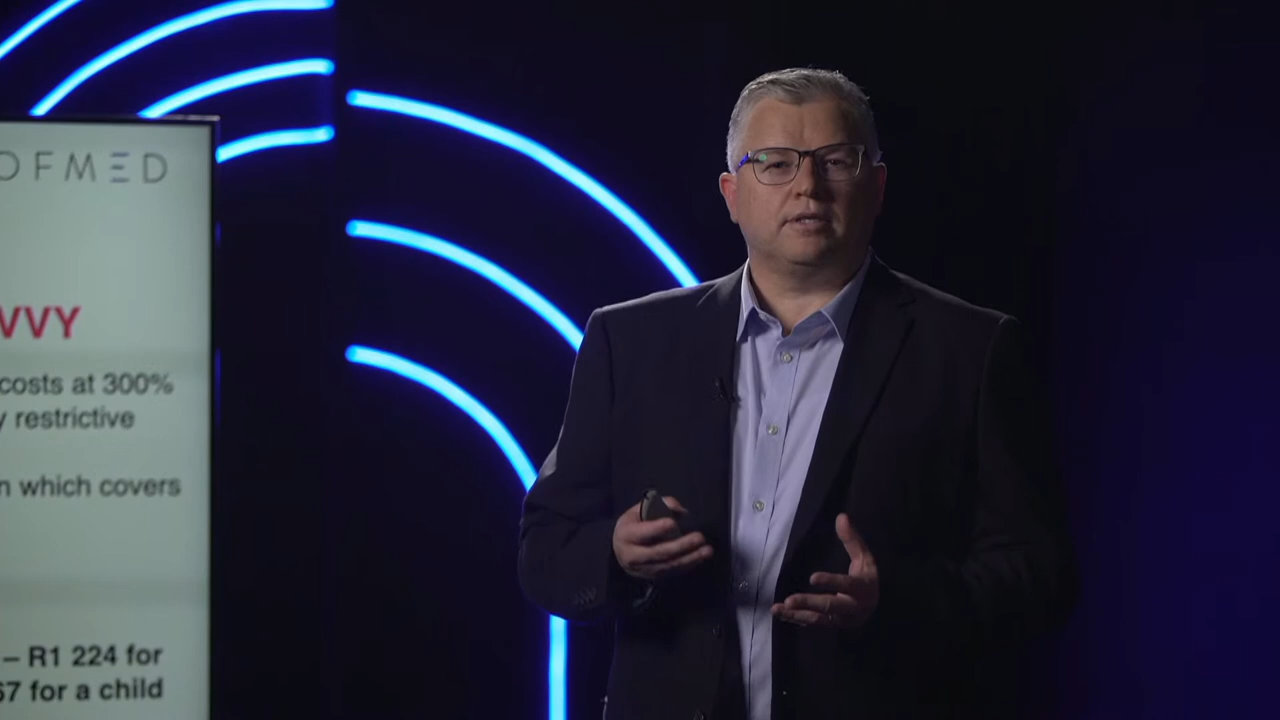 OFMED
VVY
costs at 300%
y restrictive
n which covers
– R1 224 for
67 for a child